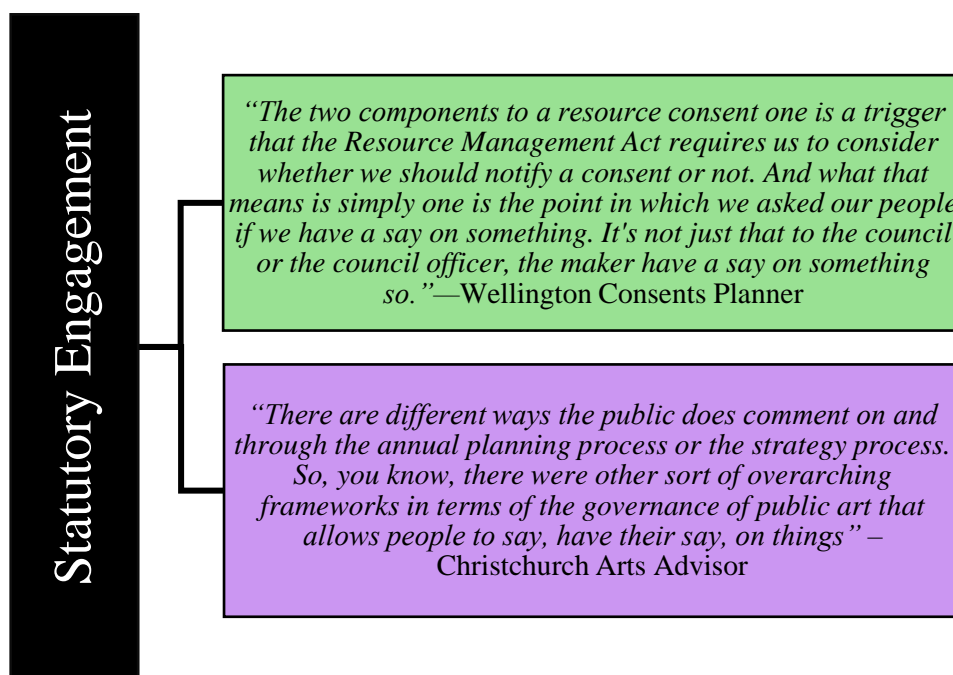 Statutory Engagement
“The two components to a resource consent one is a trigger
that the Resource Management Act requires us to consider
whether we should notify a consent or not. And what that
means is simply one is the point in which we asked our people
if we have a say on something. It's not just that to the council
or the council officer, the maker have a say on something
so.”—Wellington Consents Planner
“There are different ways the public does comment on and
through the annual planning process or the strategy process.
So, you know, there were other sort of overarching
frameworks in terms of the governance of public art that
allows people to say, have their say, on things” –
Christchurch Arts Advisor